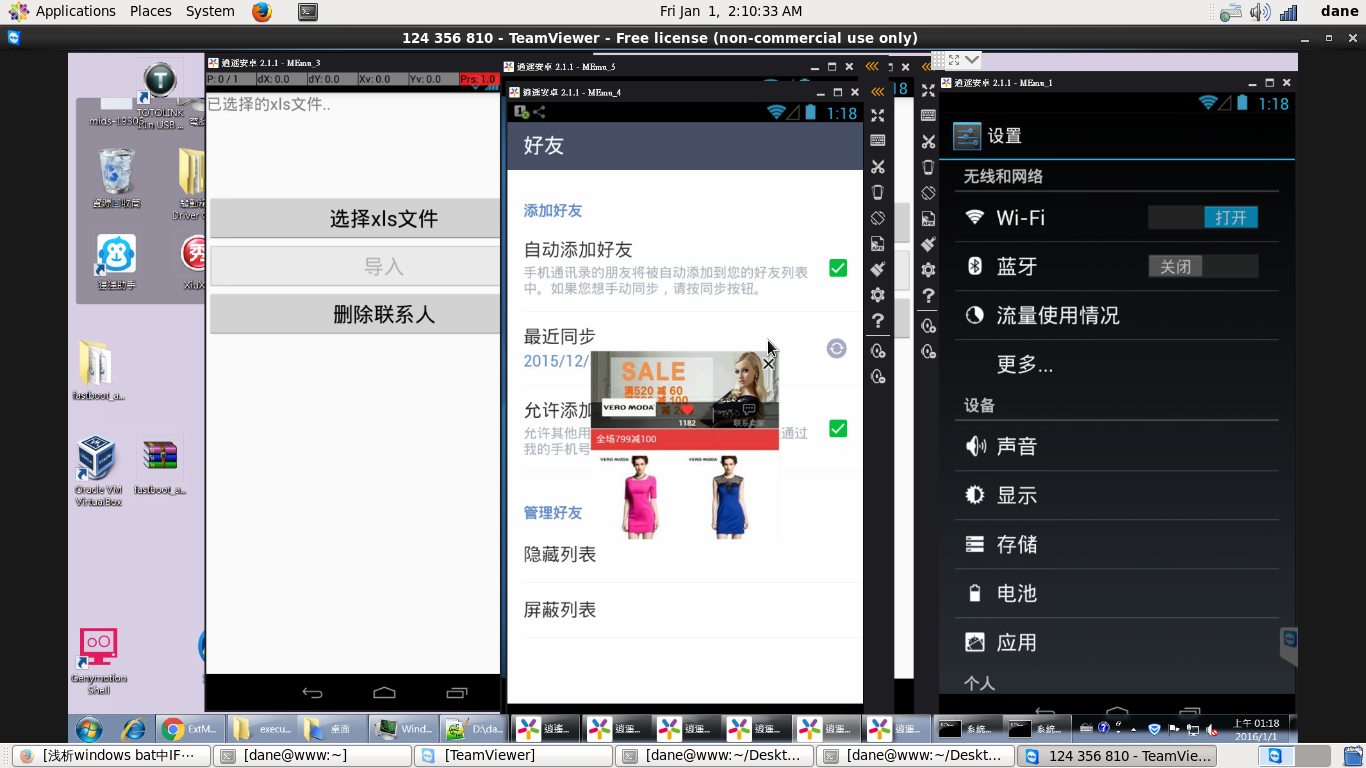 Applications Places System
Fri Jan 1, 2:10:33 AM
dane
124 356 810 - TeamViewer - Free license (non-commercial use only)
TOTOLINK
11n USB ...
Driver
fastboot_a...
Oracle VM
VirtualBox
fastboot_a...
Genymotion
Shell
逍遥安卓 2.1.1 - MEmu_3
P: 0 / 1 dX: 0.0 dY: 0.0 Xv: 0.0 Yv: 0.0 Prs: 1.0
已选择的xls文件..
选择xls文件
导入
删除联系人
逍遥安卓 2.1.1 - MEmu_5
逍遥安卓 2.1.1 - MEmu_4
1:18
好友
添加好友
自动添加好友
手机通讯录的朋友将被自动添加到您的好友列表
中。如果您想手动同步，请按同步按钮。
最近同步
2015/12/
允许添加
允许其他用
通过
我的手机号
管理好友
隐藏列表
屏蔽列表
SALE
满520 减 60
减 100
VERO MODA
1182
联系卖家
全场799减100
VERO MODA
VERO MODA
18
逍遥安卓 2.1.1 - MEmu_1
1:18
设置
无线和网络
Wi-Fi
打开
蓝牙
关闭
流量使用情况
更多...
设备
声音
显示
存储
电池
应用
个人
ExtM...
execu...
桌面
Wind...
D:\da...
逍遥...
逍遥...
逍遥...
逍遥...
逍遥...
逍遥...
系統...
系統...
上午 01:18
2016/1/1
[浅析windows bat中IF…
[dane@www:~]
[TeamViewer]
[dane@www:~/Deskt...
[dane@www:~/Deskt...
124 356 810 - TeamVie...